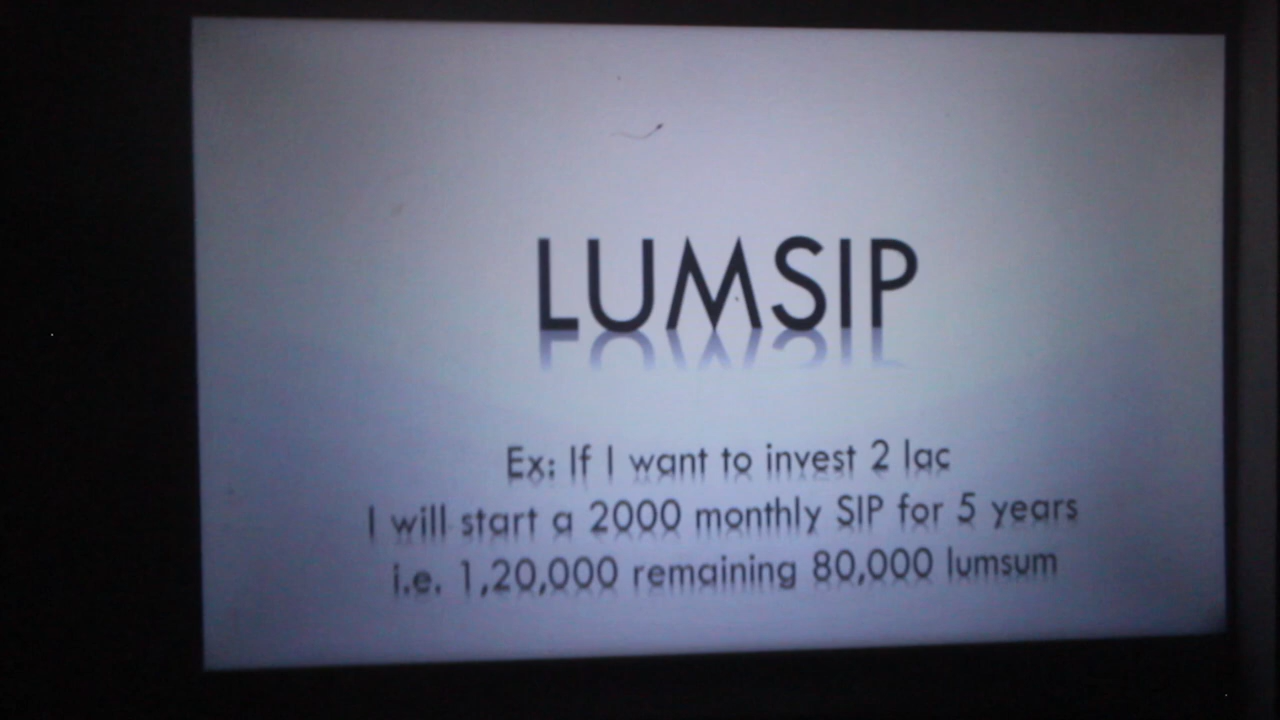 LUMSIP
Ex: If I want to invest 2 lac
I will start a 2000 monthly SIP for 5 years
i.e. 1,20,000 remaining 80,000 lumsum